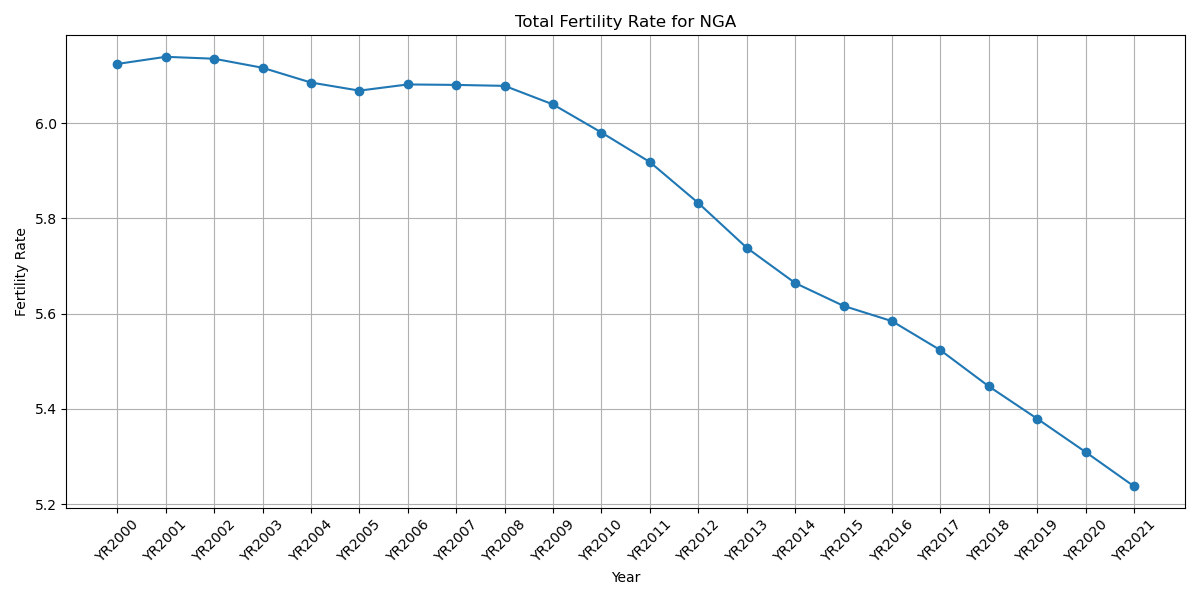 Total Fertility Rate for NGA
Fertility Rate
6.0
5.8
5.6
5.4
5.2
YR2000
YR2001
YR2002
YR2003
YR2004
YR2005
YR2006
YR2007
YR2008
YR2009
YR2010
YR2011
YR2012
YR2013
YR2014
YR2015
YR2016
YR2017
YR2018
YR2019
YR2020
YR2021
Year